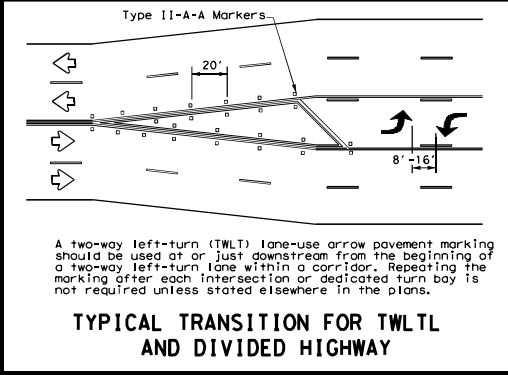 Type II-A-A Markers
20'
8'-16'
A two-way left-turn (TWLT) lane-use arrow pavement marking
should be used at or just downstream from the beginning of
a two-way left-turn lane within a corridor. Repeating the
marking after each intersection or dedicated turn bay is
not required unless stated elsewhere in the plans.
TYPICAL TRANSITION FOR TWLTL
AND DIVIDED HIGHWAY